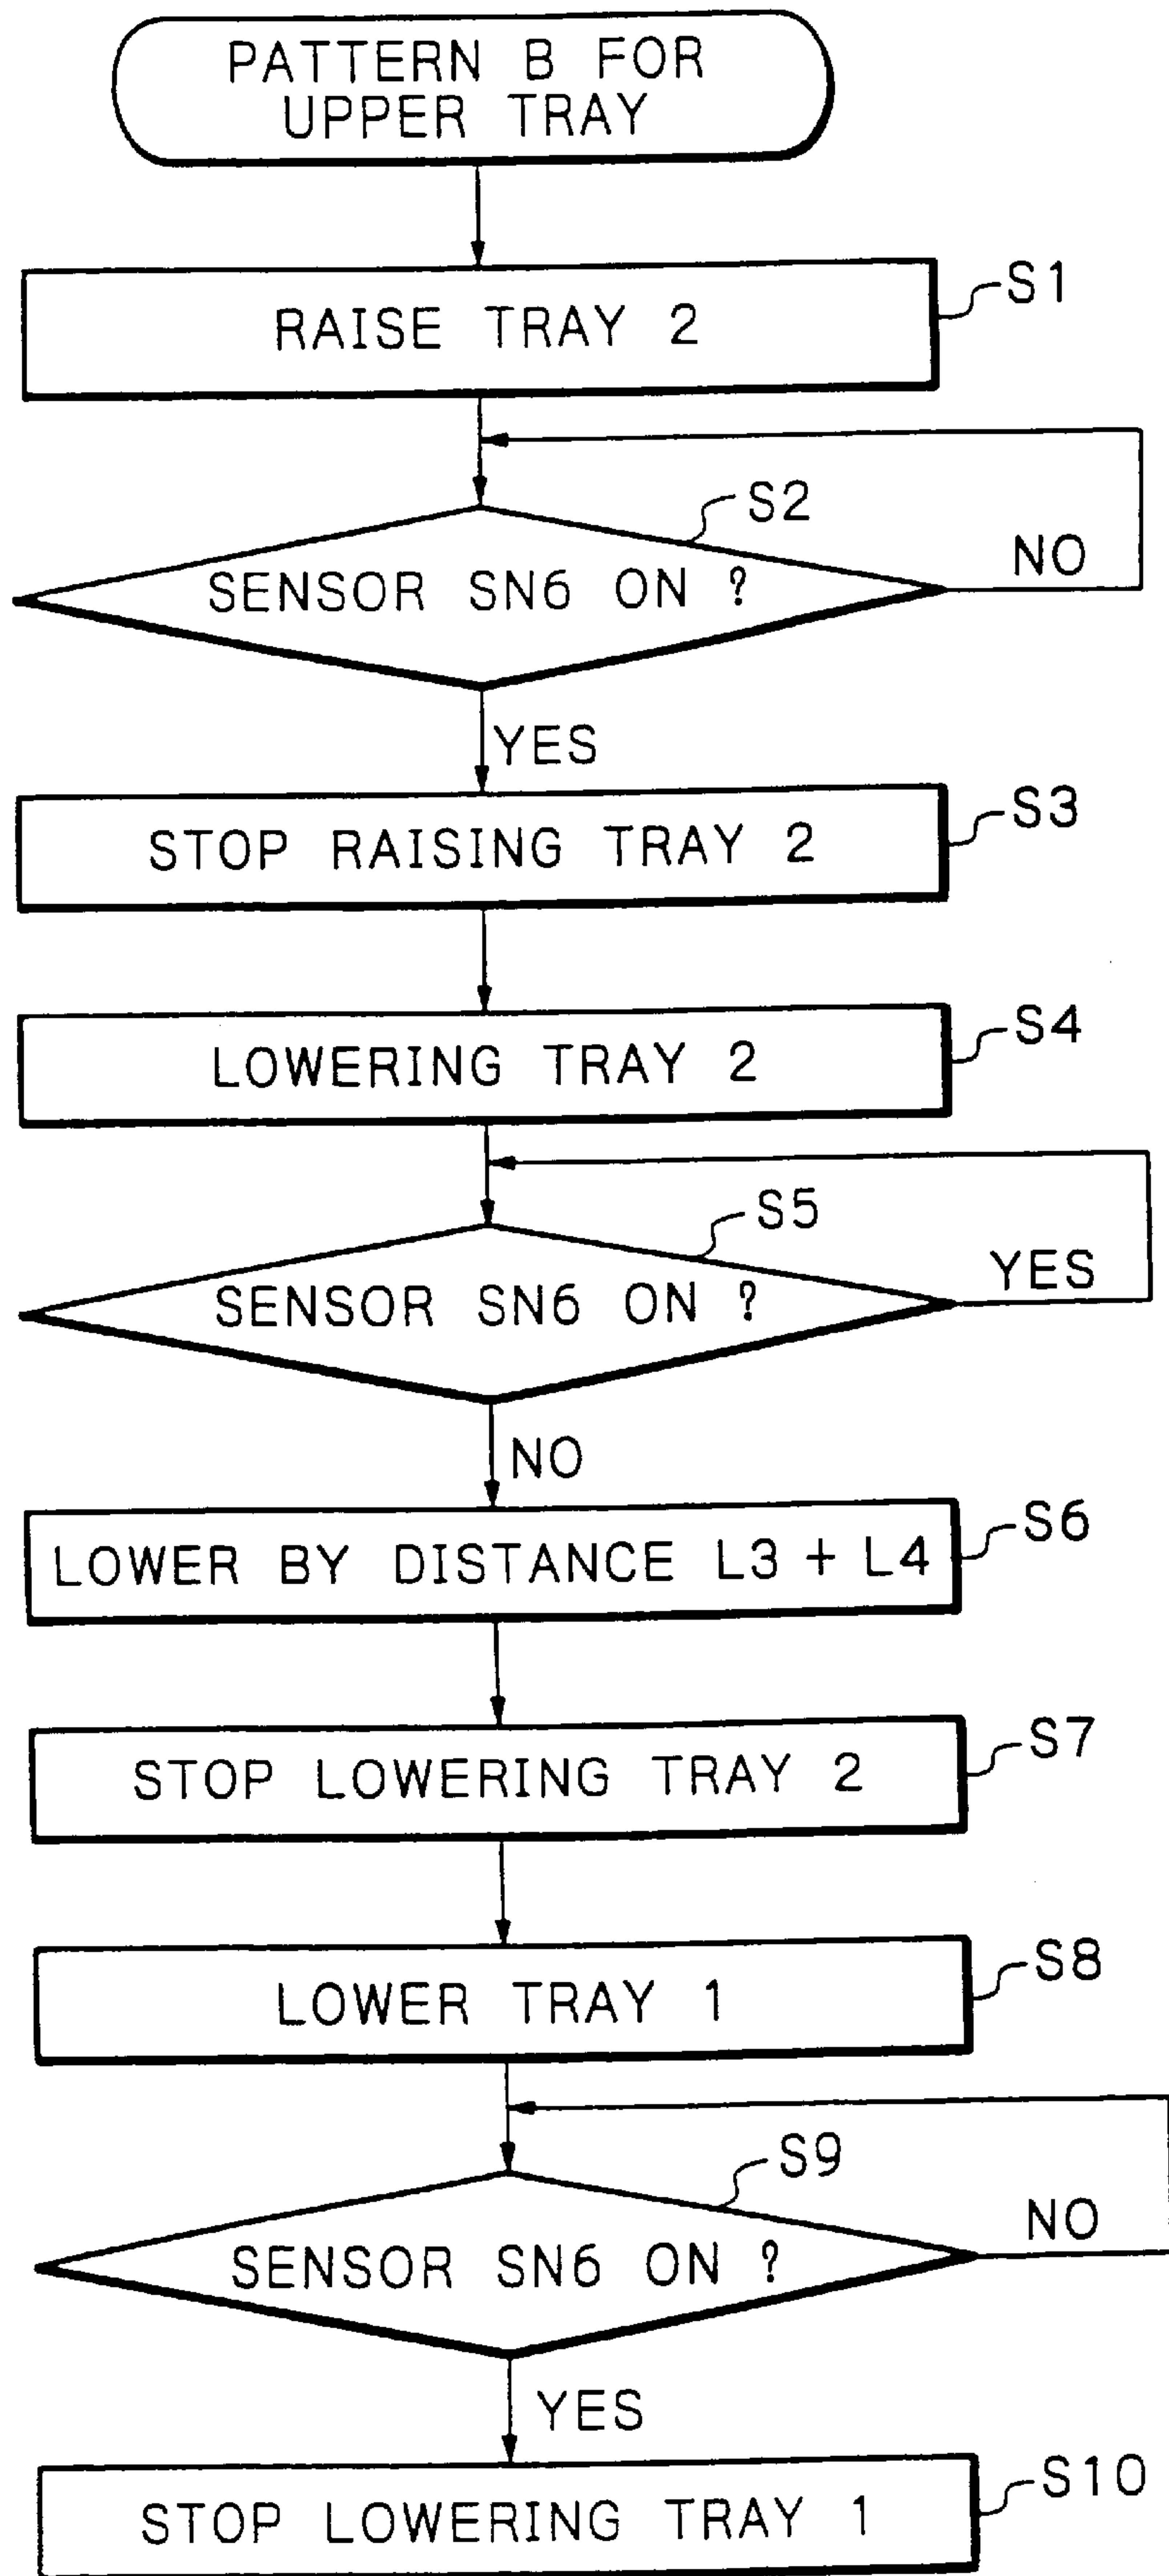 PATTERN B FOR
UPPER TRAY
S1
RAISE TRAY 2
S2
NO
SENSOR SN6 ON ?
YES
S3
STOP RAISING TRAY 2
S4
LOWERING TRAY 2
S5
YES
SENSOR SN6 ON ?
NO
S6
LOWER BY DISTANCE L3 + L4
S7
STOP LOWERING TRAY 2
S8
LOWER TRAY 1
S9
NO
SENSOR SN6 ON ?
YES
S10
STOP LOWERING TRAY 1